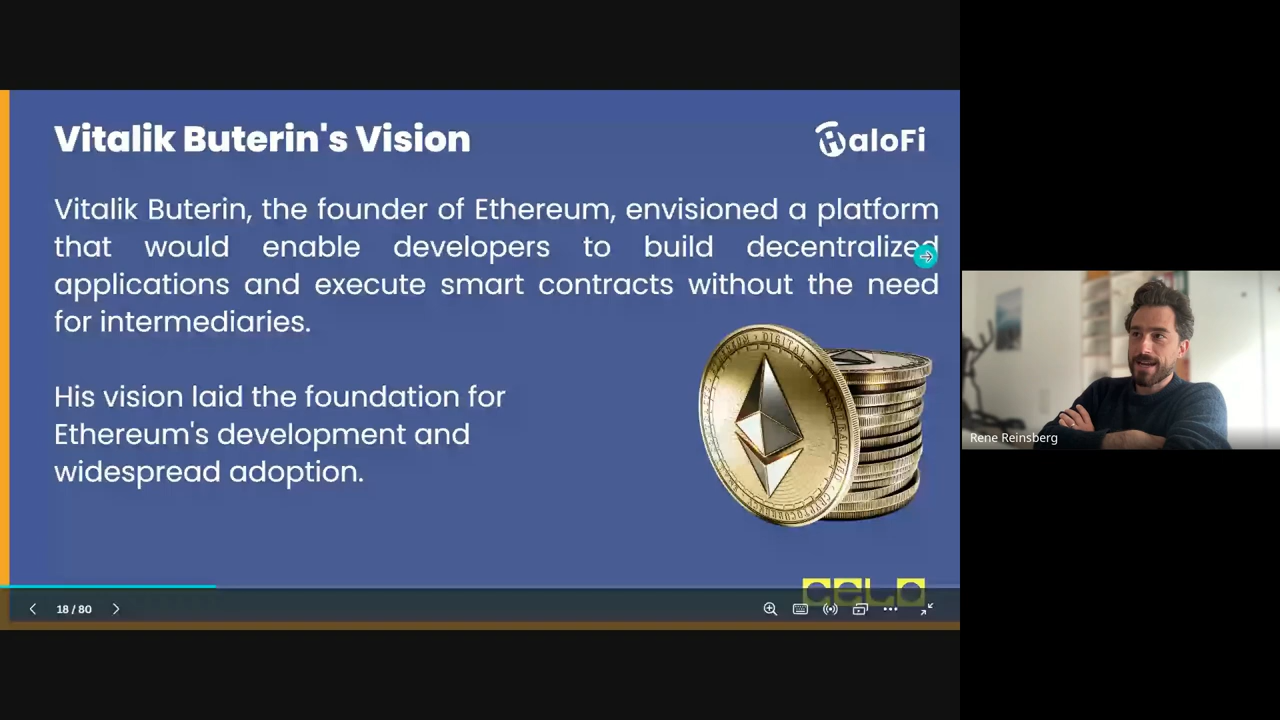 Vitalik Buterin's Vision
HaloFi
Vitalik Buterin, the founder of Ethereum, envisioned a platform
that would enable developers to build decentralized
applications and execute smart contracts without the need
for intermediaries.
His vision laid the foundation for
Ethereum's development and
widespread adoption.
DIGITAL
CELO
18 / 80
Rene Reinsberg